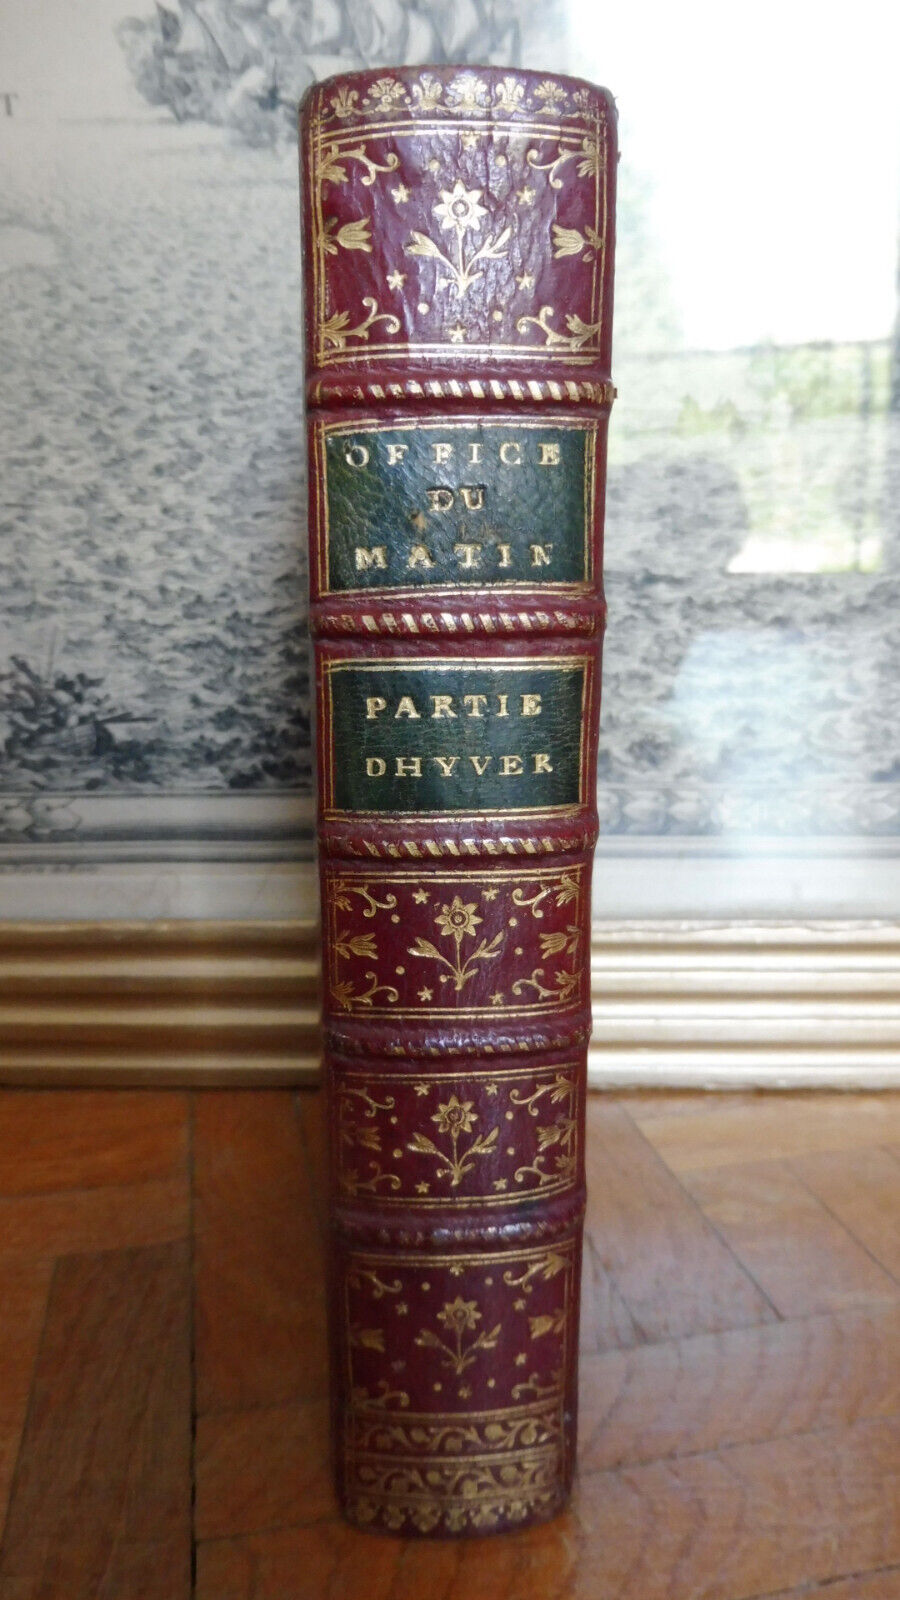 OFFICE
DU
MATIN
PARTIE
DHYVER